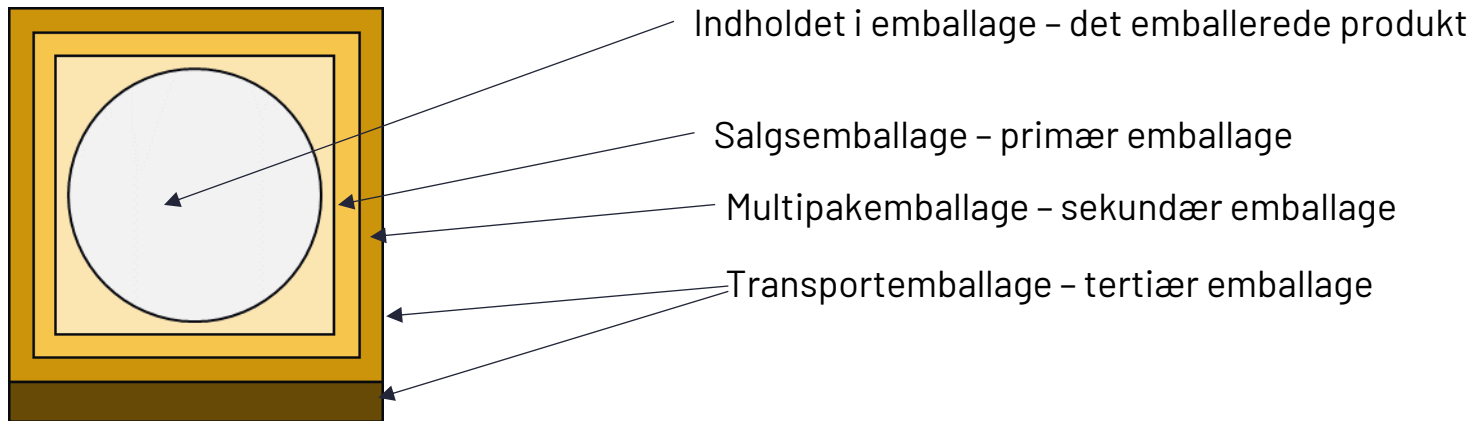 Indholdet i emballage – det emballerede produkt
Salgsemballage – primær emballage
Multipakemballage – sekundær emballage
Transportemballage – tertiær emballage